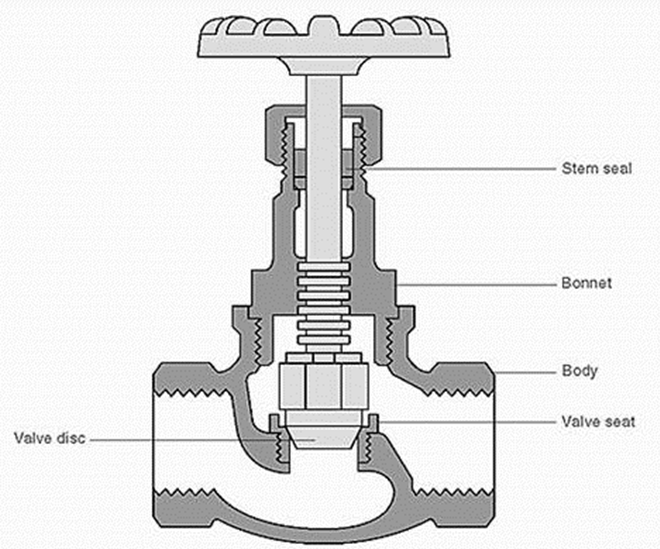 Stem seal
Bonnet
Body
Valve seat
Valve disc